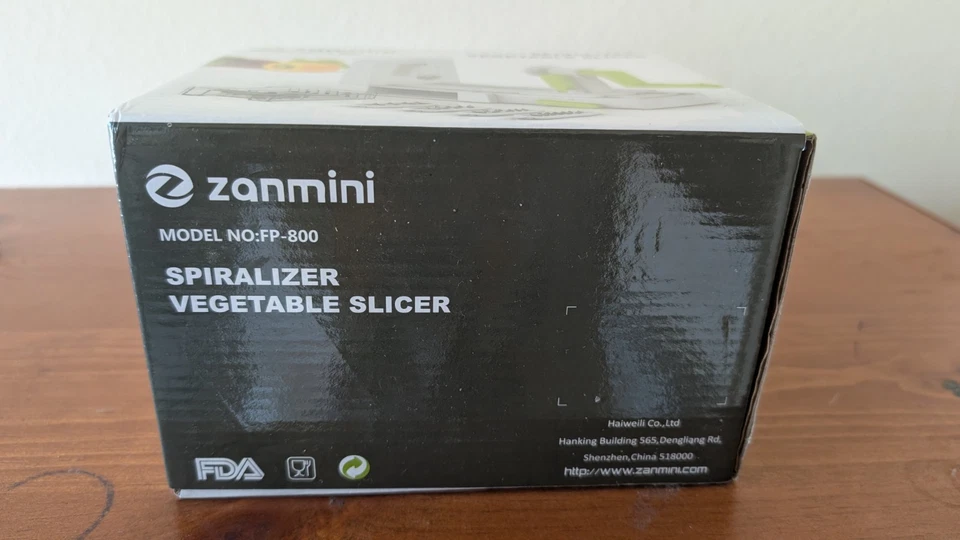 zanmini
MODEL NO:FP-800
SPIRALIZER
VEGETABLE SLICER
Haiweili Co.,Ltd
Hanking Building 565,Dengliang Rd,
Shenzhen,China 518000
http://www.zanmini.com
FDA